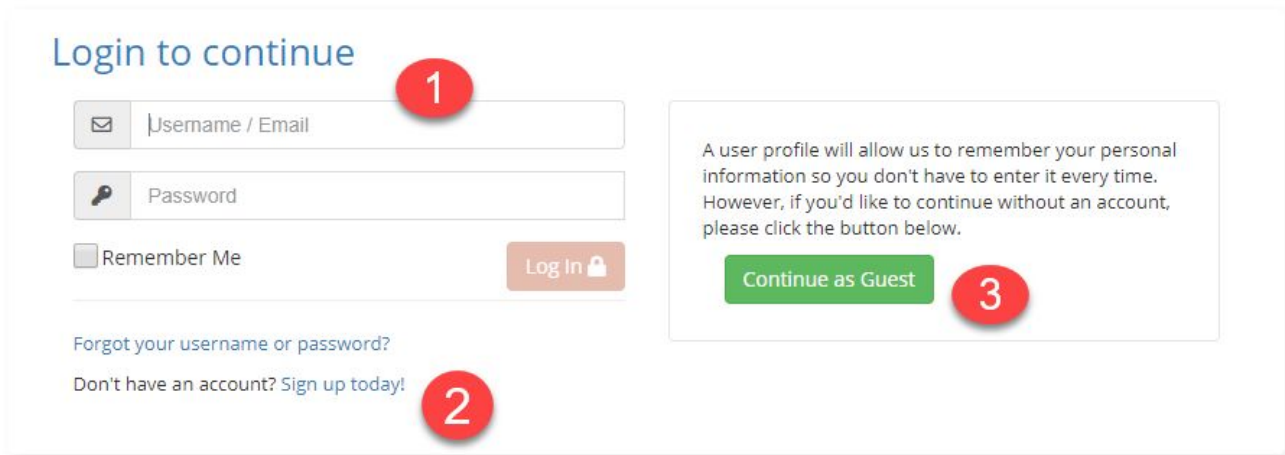 Login to continue
1
Username / Email
Password
Remember Me
Log In
Forgot your username or password?
Don't have an account? Sign up today!
2
A user profile will allow us to remember your personal
information so you don't have to enter it every time.
However, if you'd like to continue without an account,
please click the button below.
Continue as Guest
3